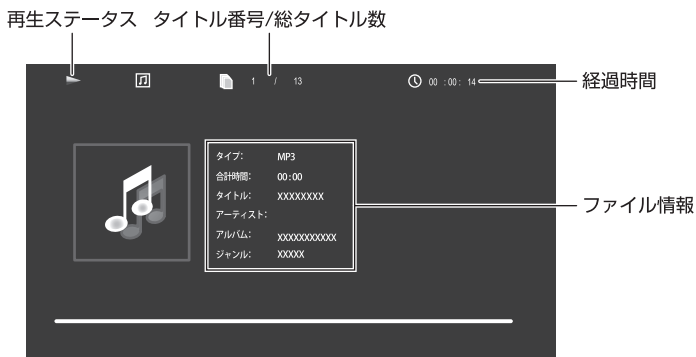 再生ステータス タイトル番号/総タイトル数
1 / 13 00 : 00 : 14 経過時間
タイプ: MP3
合計時間: 00:00
タイトル: XXXXXXXX
アーティスト:
アルバム: XXXXXXXXXXX
ジャンル: XXXXX
ファイル情報